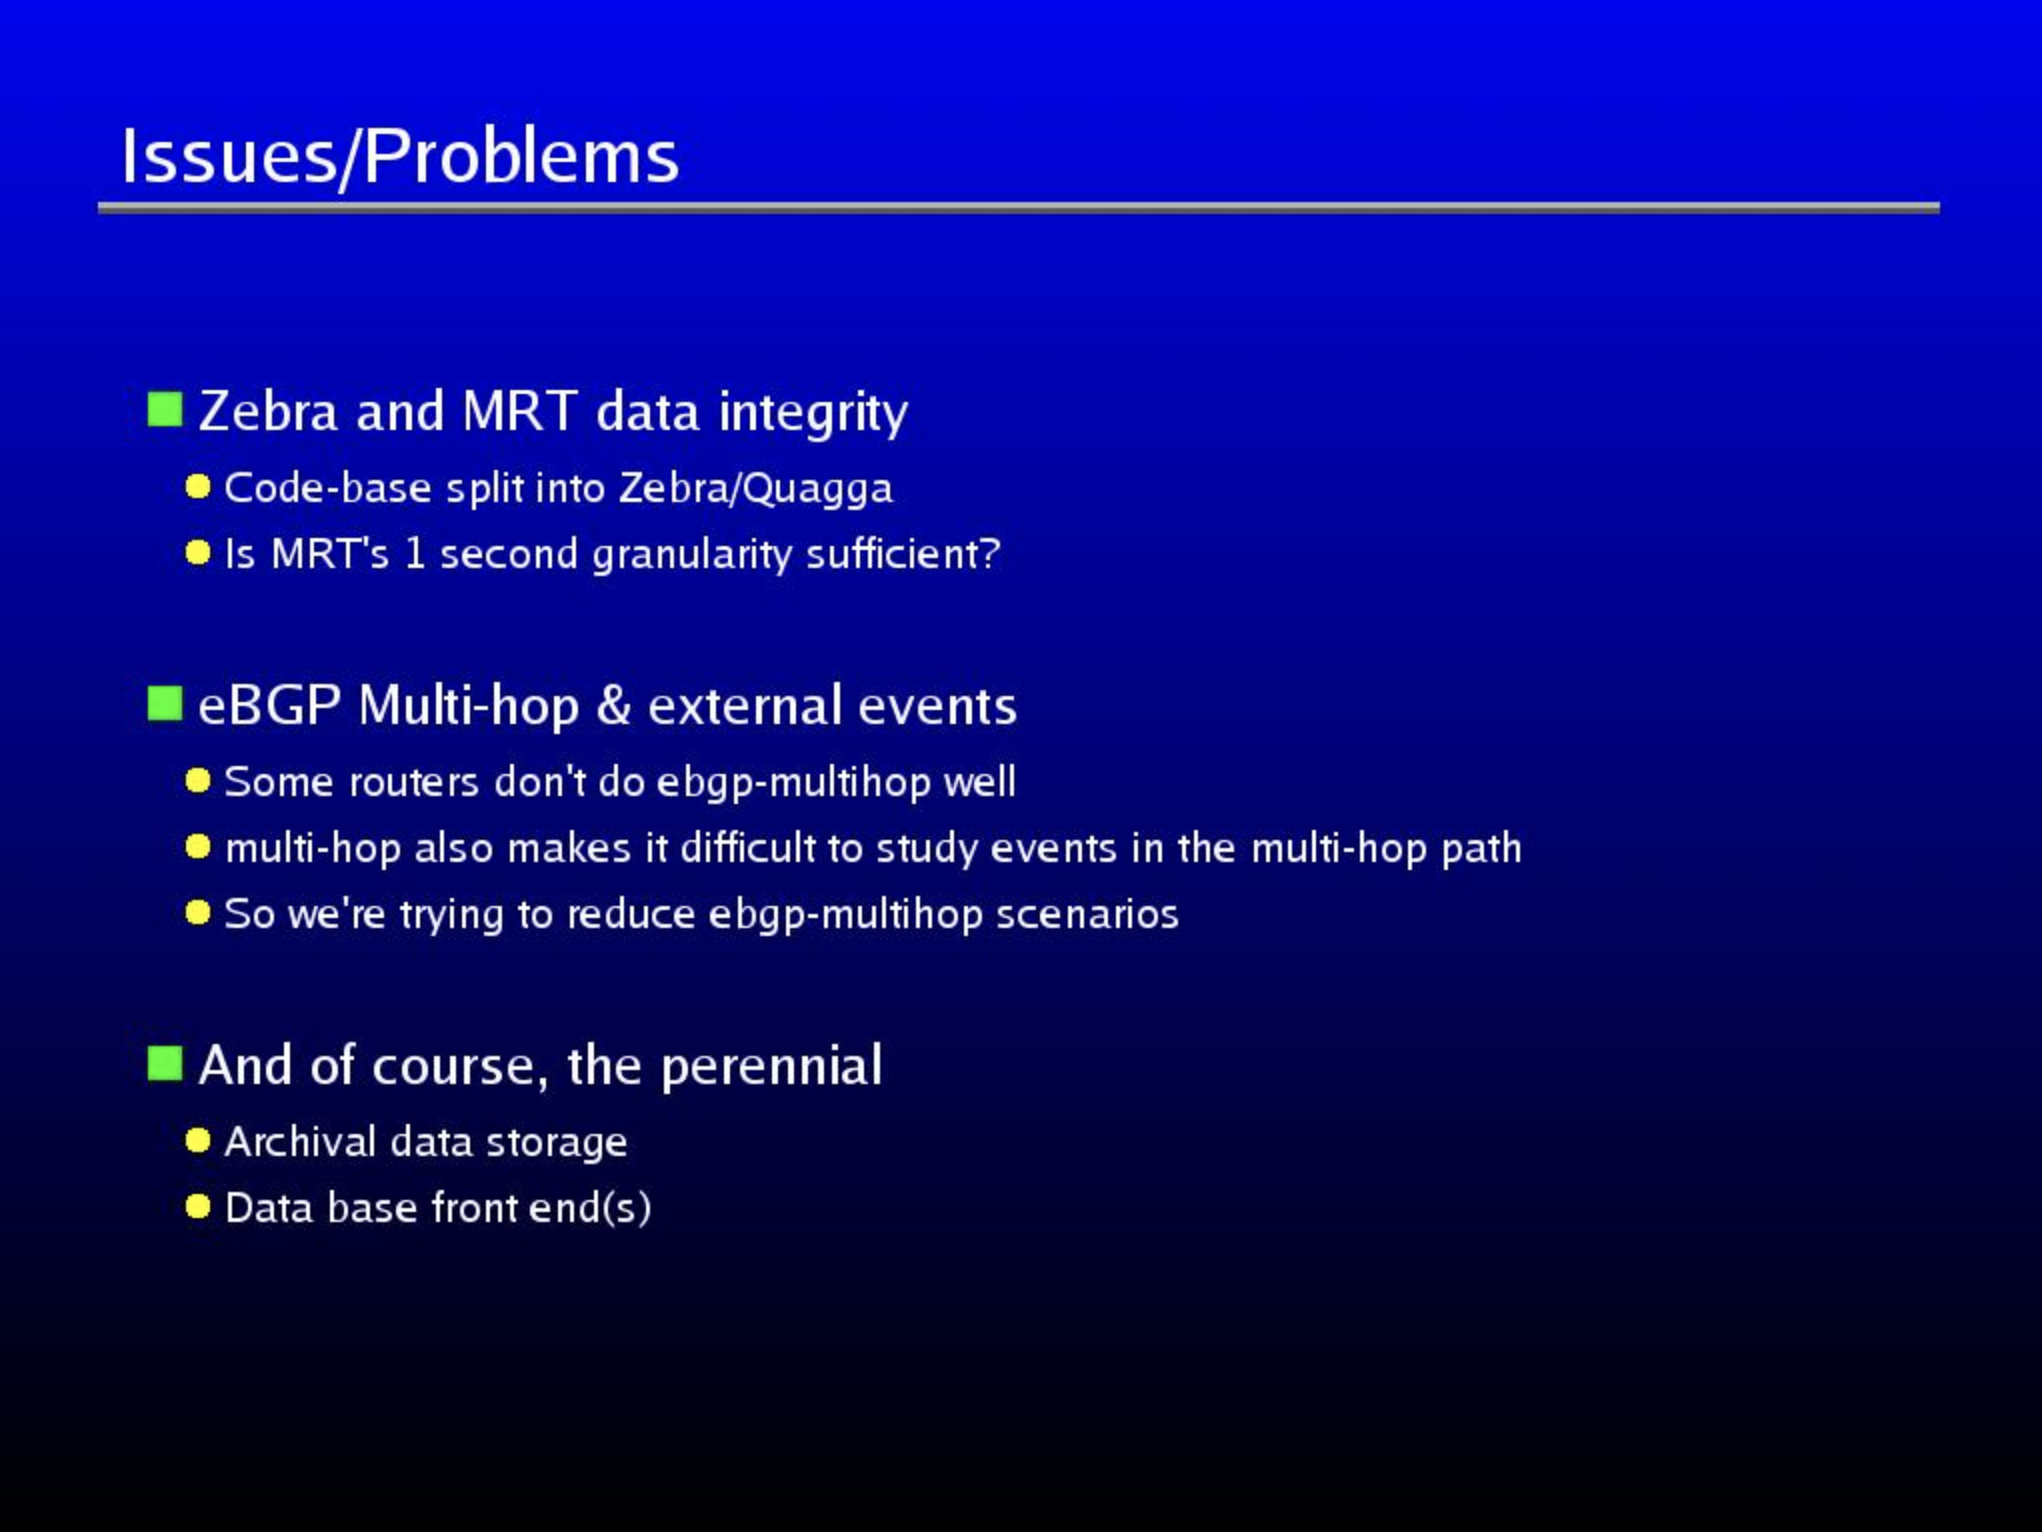 Issues/Problems
Zebra and MRT data integrity
Code-base split into Zebra/Quagga
Is MRT's 1 second granularity sufficient?
eBGP Multi-hop & external events
Some routers don't do ebgp-multihop well
multi-hop also makes it difficult to study events in the multi-hop path
So we're trying to reduce ebgp-multihop scenarios
And of course, the perennial
Archival data storage
Data base front end(s)